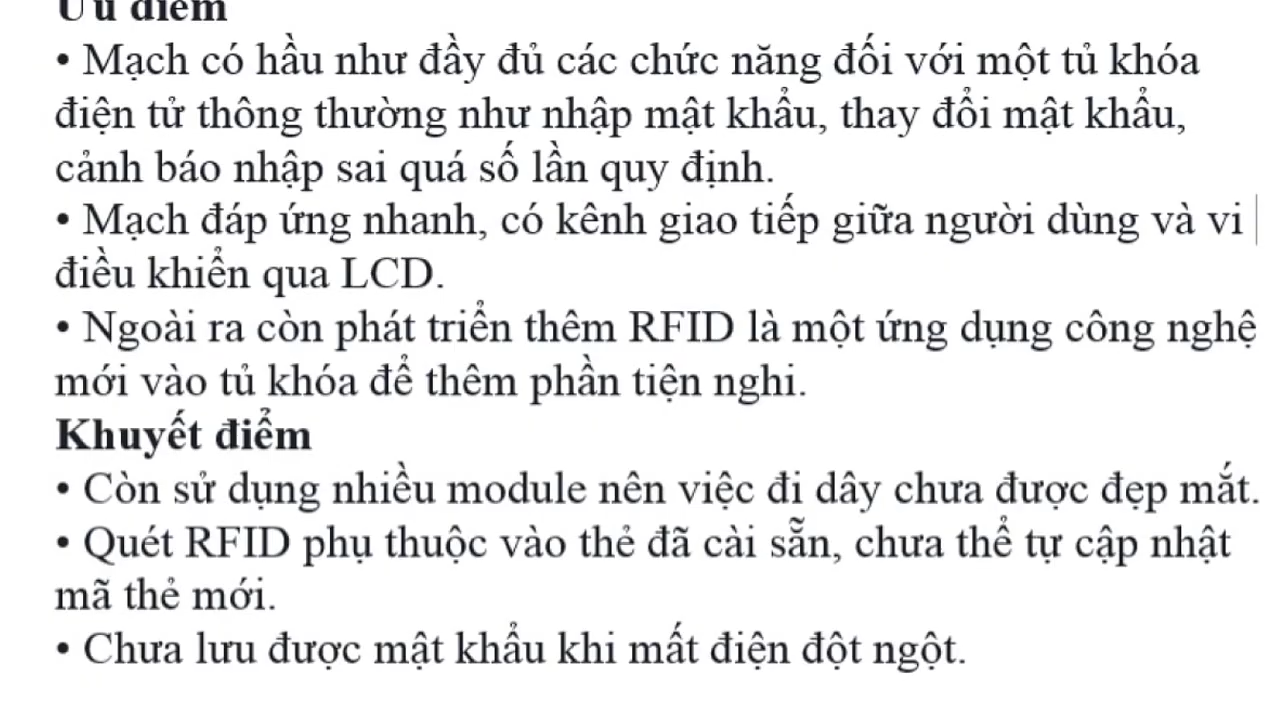 Ưu điểm
• Mạch có hầu như đầy đủ các chức năng đối với một tủ khóa
điện tử thông thường như nhập mật khẩu, thay đổi mật khẩu,
cảnh báo nhập sai quá số lần quy định.
• Mạch đáp ứng nhanh, có kênh giao tiếp giữa người dùng và vi
điều khiển qua LCD.
• Ngoài ra còn phát triển thêm RFID là một ứng dụng công nghệ
mới vào tủ khóa để thêm phần tiện nghi.
Khuyết điểm
• Còn sử dụng nhiều module nên việc đi dây chưa được đẹp mắt.
• Quét RFID phụ thuộc vào thẻ đã cài sẵn, chưa thể tự cập nhật
mã thẻ mới.
• Chưa lưu được mật khẩu khi mất điện đột ngột.